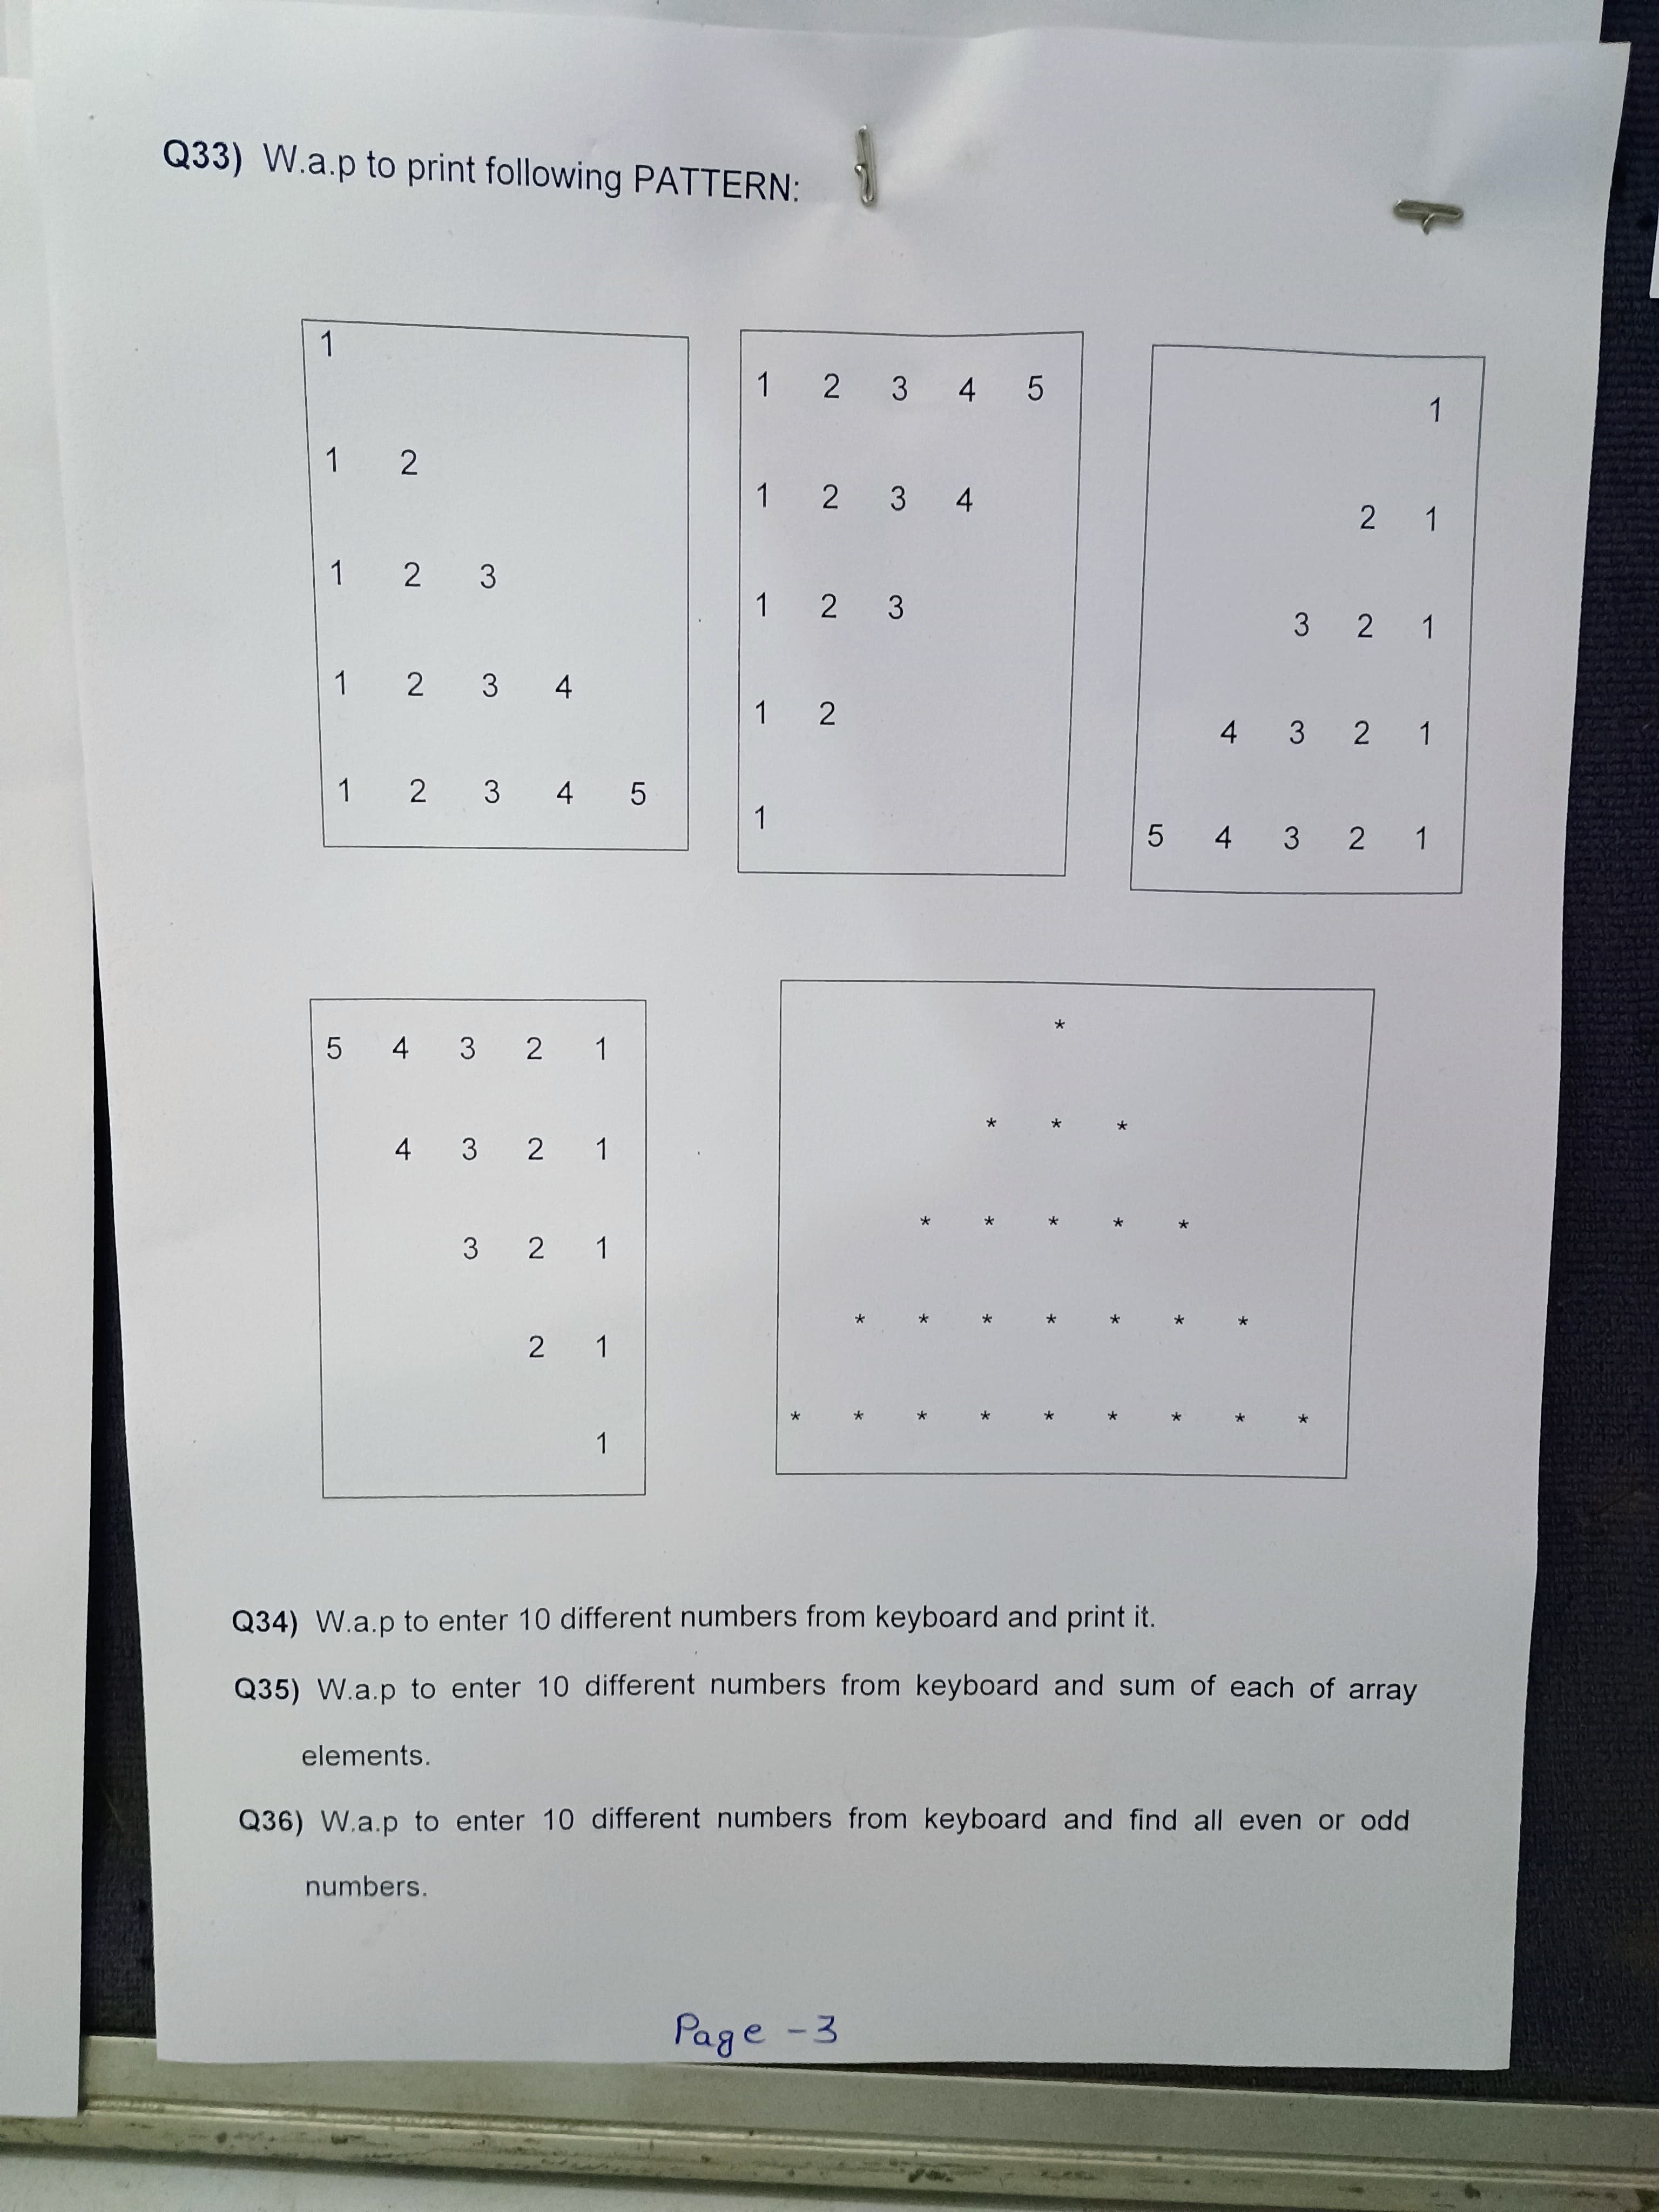 Q33) W.a.p to print following PATTERN:
1
1 2
1 2 3
1 2 3 4
1 2 3 4 5
1 2 3 4 5
1 2 3 4
1 2 3
1 2
1
1
2 1
3 2 1
4 3 2 1
5 4 3 2 1
5 4 3 2 1
4 3 2 1
3 2 1
2 1
1
*
* * *
* * * * *
* * * * * * *
* * * * * * * * *
Q34) W.a.p to enter 10 different numbers from keyboard and print it.
Q35) W.a.p to enter 10 different numbers from keyboard and sum of each of array
elements.
Q36) W.a.p to enter 10 different numbers from keyboard and find all even or odd
numbers.
Page -3